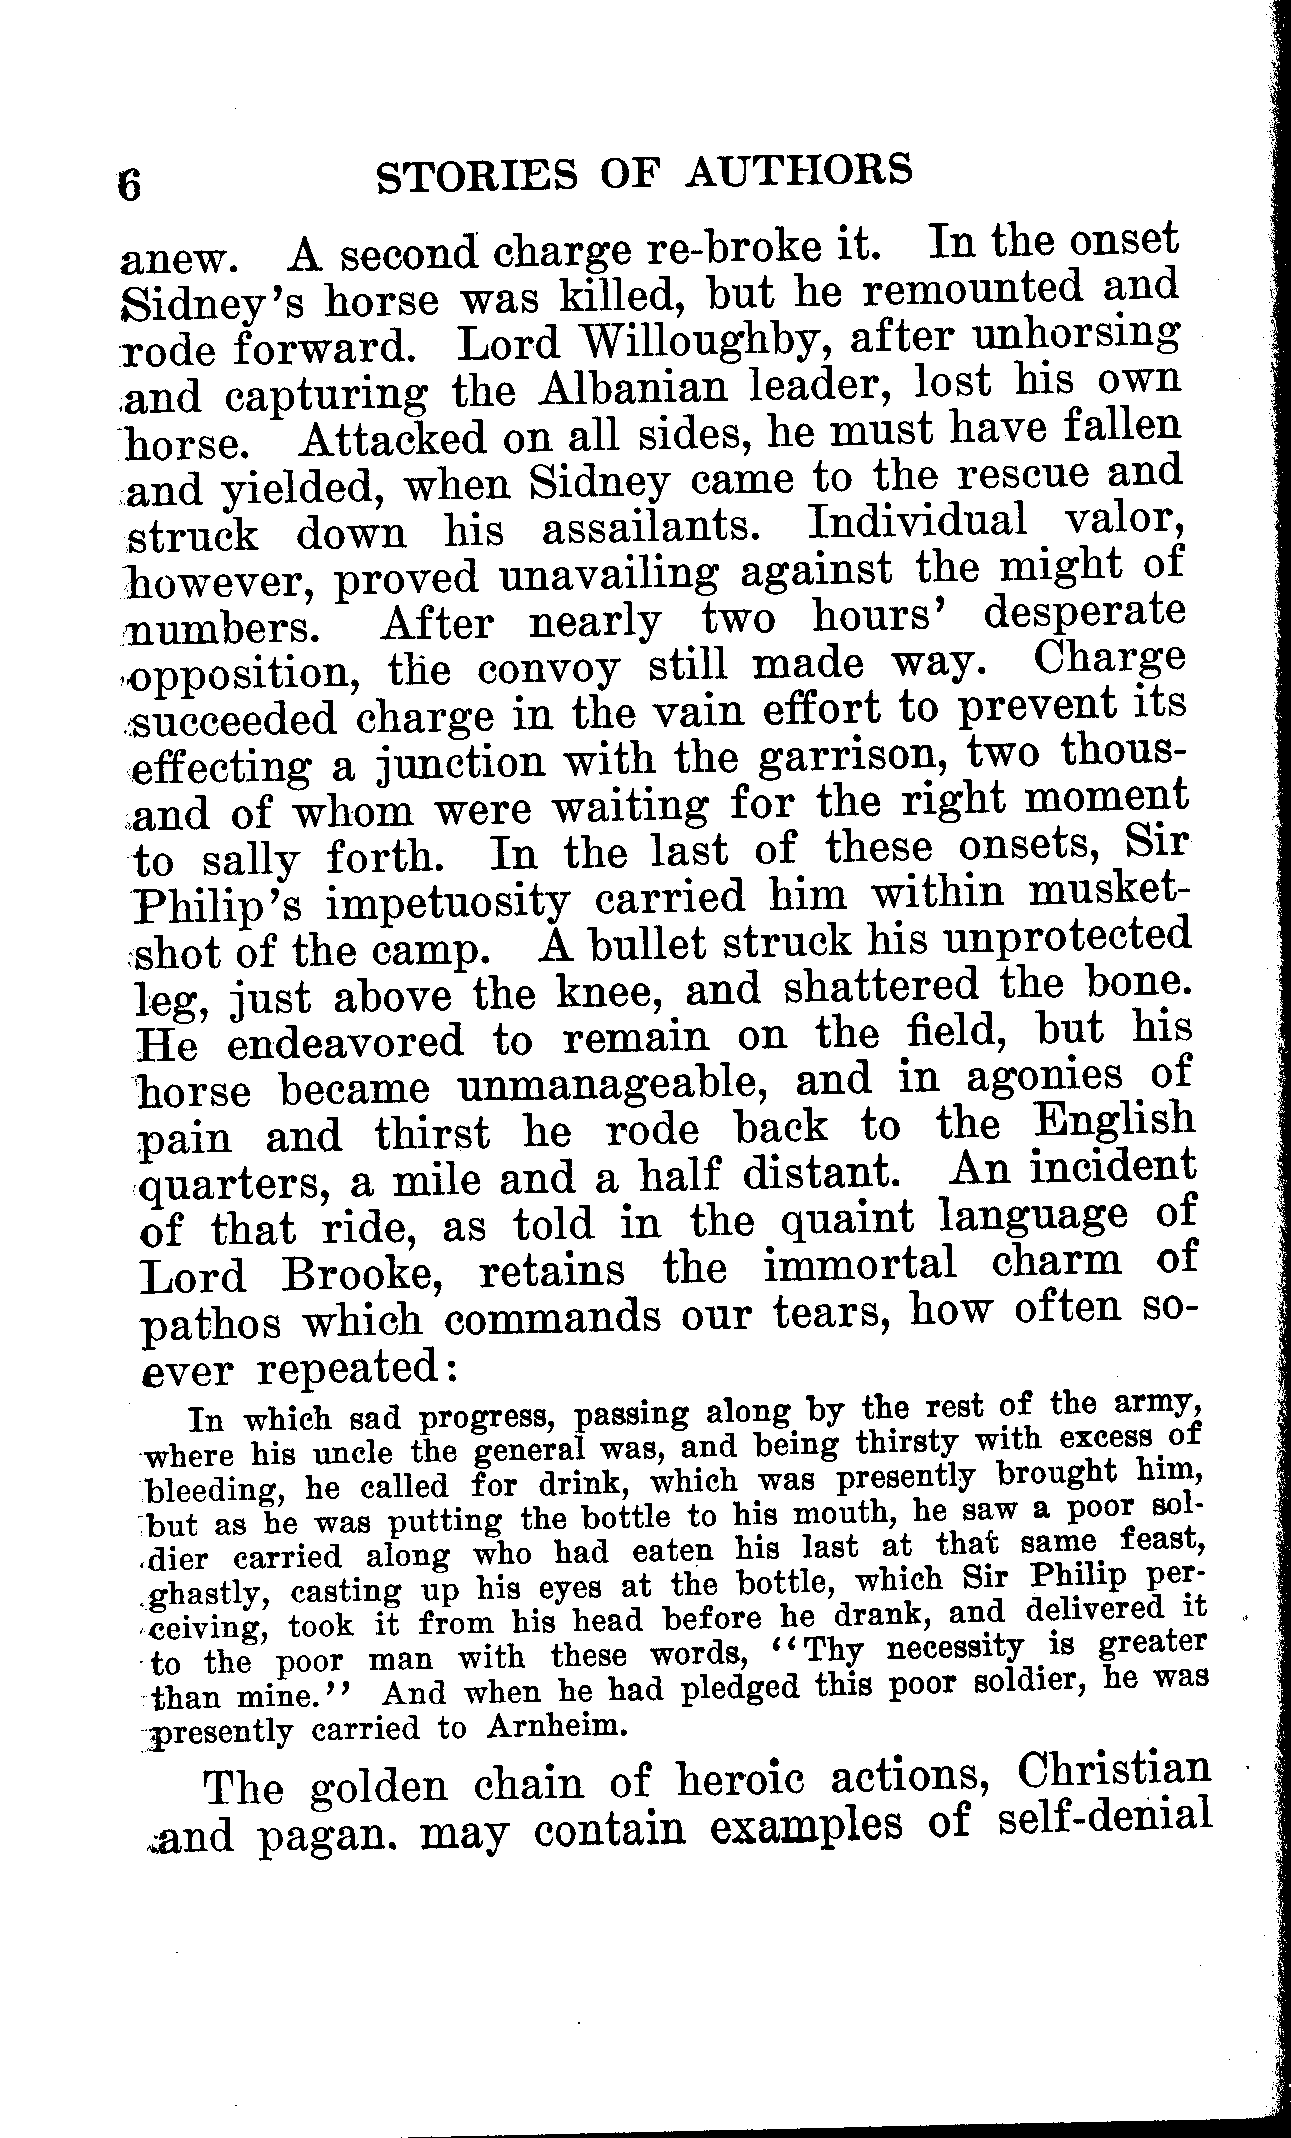 6 STORIES OF AUTHORS
anew. A second charge re-broke it. In the onset
Sidney's horse was killed, but he remounted and
rode forward. Lord Willoughby, after unhorsing
and capturing the Albanian leader, lost his own
horse. Attacked on all sides, he must have fallen
and yielded, when Sidney came to the rescue and
struck down his assailants. Individual valor,
however, proved unavailing against the might of
numbers. After nearly two hours' desperate
opposition, the convoy still made way. Charge
succeeded charge in the vain effort to prevent its
effecting a junction with the garrison, two thous-
and of whom were waiting for the right moment
to sally forth. In the last of these onsets, Sir
Philip's impetuosity carried him within musket-
shot of the camp. A bullet struck his unprotected
leg, just above the knee, and shattered the bone.
He endeavored to remain on the field, but his
horse became unmanageable, and in agonies of
pain and thirst he rode back to the English
quarters, a mile and a half distant. An incident
of that ride, as told in the quaint language of
Lord Brooke, retains the immortal charm of
pathos which commands our tears, how often so-
ever repeated:
In which sad progress, passing along by the rest of the army,
where his uncle the general was, and being thirsty with excess of
bleeding, he called for drink, which was presently brought him,
but as he was putting the bottle to his mouth, he saw a poor sol-
dier carried along who had eaten his last at that same feast,
ghastly, casting up his eyes at the bottle, which Sir Philip per-
ceiving, took it from his head before he drank, and delivered it
to the poor man with these words, "Thy necessity is greater
than mine." And when he had pledged this poor soldier, he was
presently carried to Arnheim.
The golden chain of heroic actions, Christian
and pagan. may contain examples of self-denial